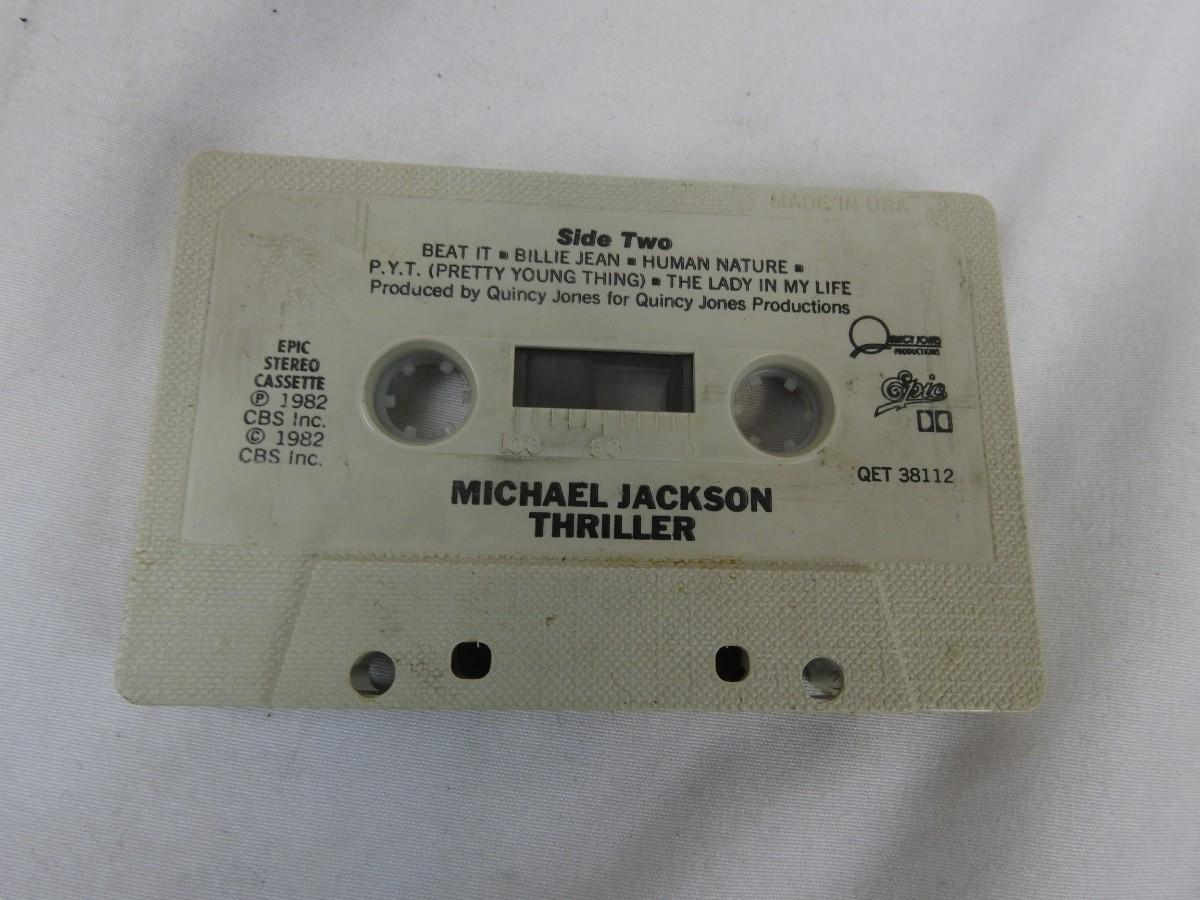 MADE IN USA
Side Two
BEAT IT ▪ BILLIE JEAN ▪ HUMAN NATURE ▪
P.Y.T. (PRETTY YOUNG THING) ▪ THE LADY IN MY LIFE
Produced by Quincy Jones for Quincy Jones Productions
EPIC
STEREO
CASSETTE
℗ 1982
CBS Inc.
© 1982
CBS Inc.
QUINCY JONES
PRODUCTIONS
Epic
100 50 0
QET 38112
MICHAEL JACKSON
THRILLER